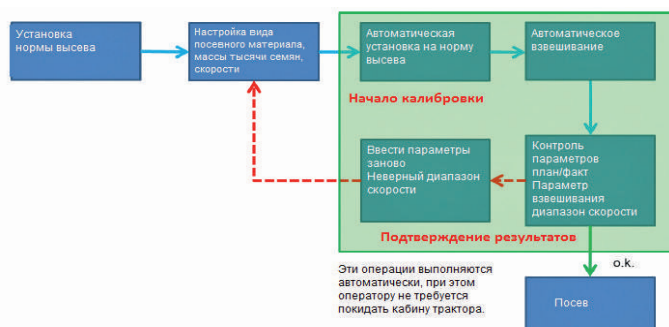 Установка
нормы высева
Настройка вида
посевного материала,
массы тысячи семян,
скорости
Автоматическая
установка на норму
высева
Автоматическое
взвешивание
Начало калибровки
Ввести параметры
заново
Неверный диапазон
скорости
Контроль
параметров
план/факт
Параметр
взвешивания
диапазон скорости
Подтверждение результатов
Эти операции выполняются
автоматически, при этом
оператору не требуется
покидать кабину трактора.
o.k.
Посев